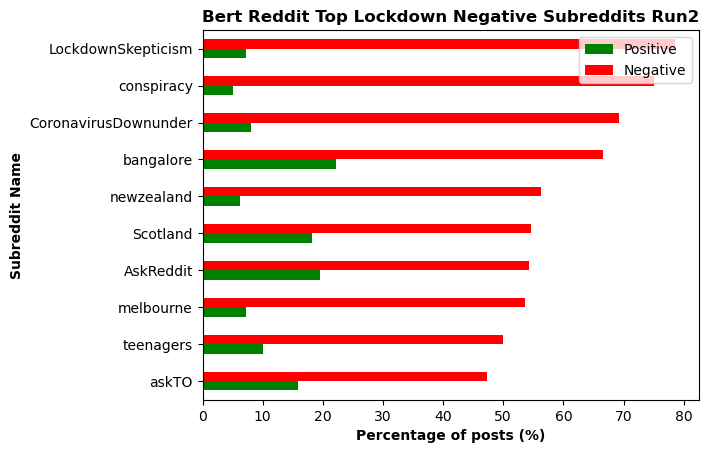 Bert Reddit Top Lockdown Negative Subreddits Run2
Positive
Negative
LockdownSkepticism
conspiracy
CoronavirusDownunder
bangalore
newzealand
Scotland
AskReddit
melbourne
teenagers
askTO
Subreddit Name
0 10 20 30 40 50 60 70 80
Percentage of posts (%)